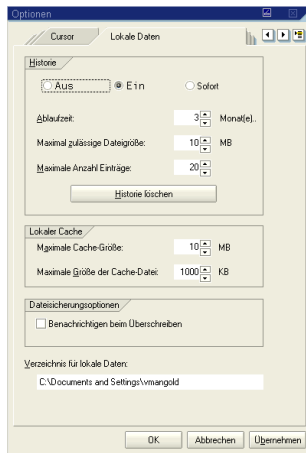 Optionen
Cursor Lokale Daten
Historie
Aus Ein Sofort
Ablaufzeit: 3 Monat(e)..
Maximal zulässige Dateigröße: 10 MB
Maximale Anzahl Einträge: 20
Historie löschen
Lokaler Cache
Maximale Cache-Größe: 10 MB
Maximale Größe der Cache-Datei: 1000 KB
Dateisicherungsoptionen
Benachrichtigen beim Überschreiben
Verzeichnis für lokale Daten:
C:\Documents and Settings\vmangold
OK Abbrechen Übernehmen